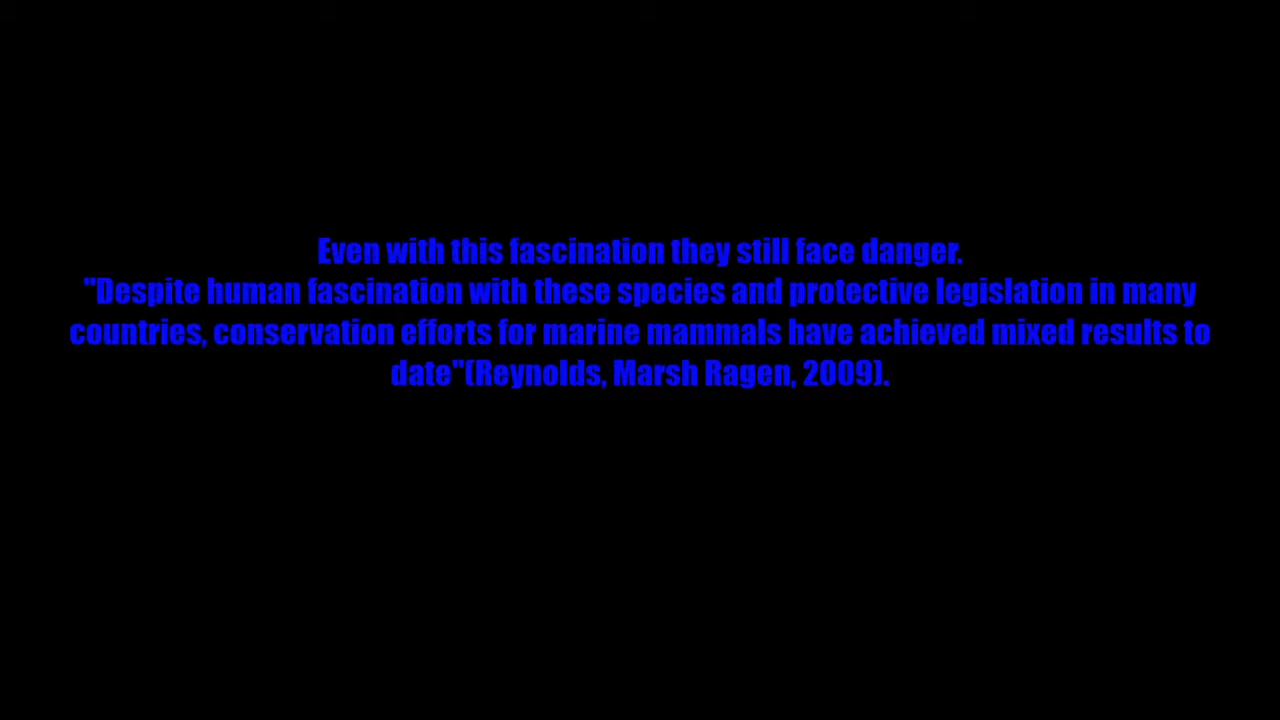 Even with this fascination they still face danger.
"Despite human fascination with these species and protective legislation in many
countries, conservation efforts for marine mammals have achieved mixed results to
date"(Reynolds, Marsh Ragen, 2009).